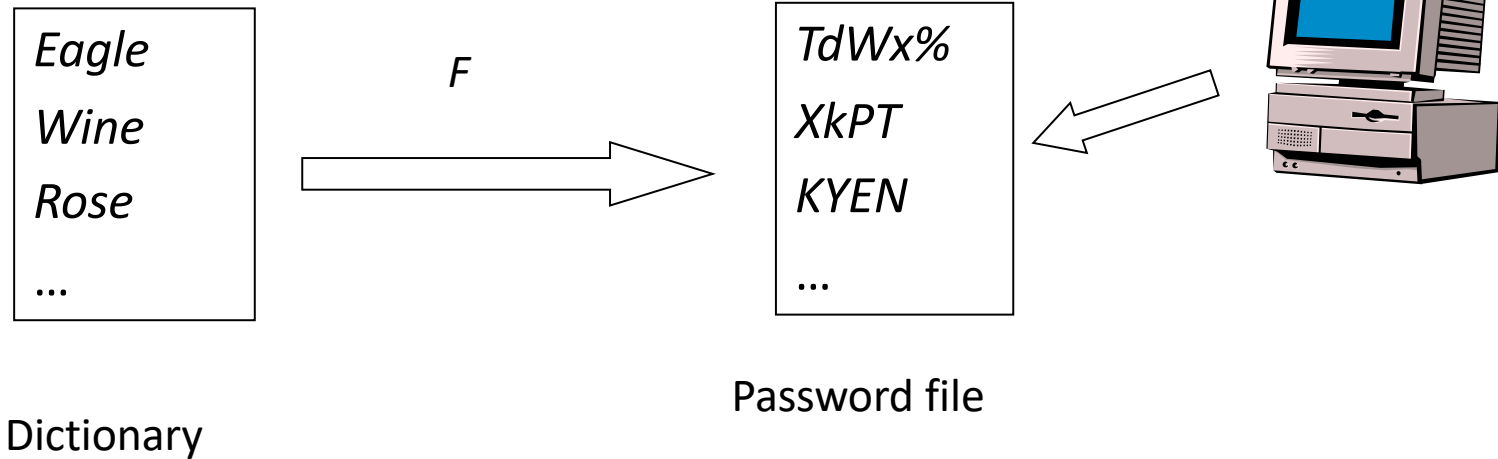 Eagle
Wine
Rose
...
F
TdWx%
XkPT
KYEN
...
Dictionary
Password file